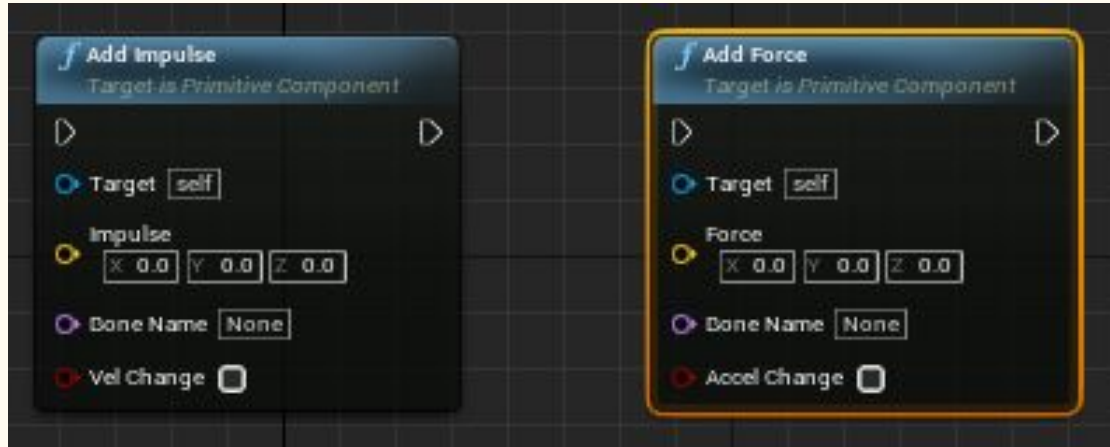 Add Impulse
Target is Primitive Component
Target self
Impulse
X 0.0 Y 0.0 Z 0.0
Bone Name None
Vel Change
Add Force
Target is Primitive Component
Target self
Force
X 0.0 Y 0.0 Z 0.0
Bone Name None
Accel Change